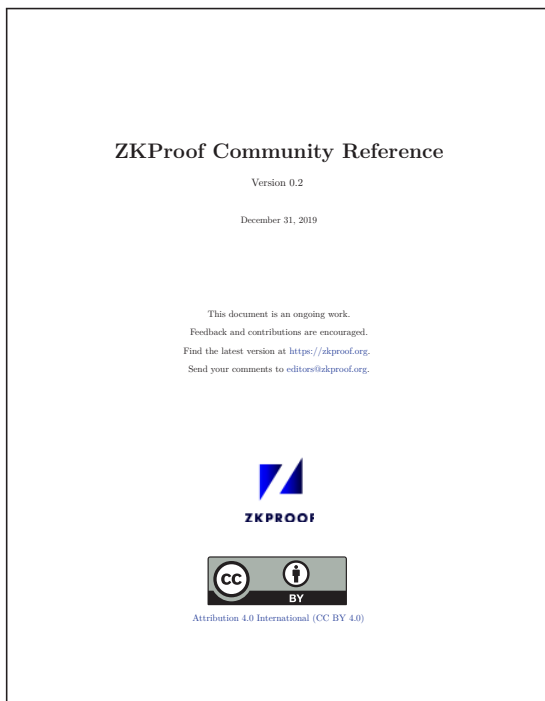 ZKProof Community Reference
Version 0.2
December 31, 2019
This document is an ongoing work.
Feedback and contributions are encouraged.
Find the latest version at https://zkproof.org.
Send your comments to editors@zkproof.org.
ZKPROOF
CC
BY
Attribution 4.0 International (CC BY 4.0)